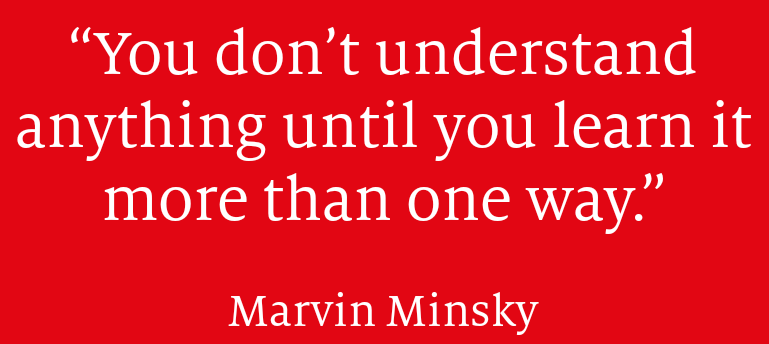 “You don’t understand
anything until you learn it
more than one way.”
Marvin Minsky